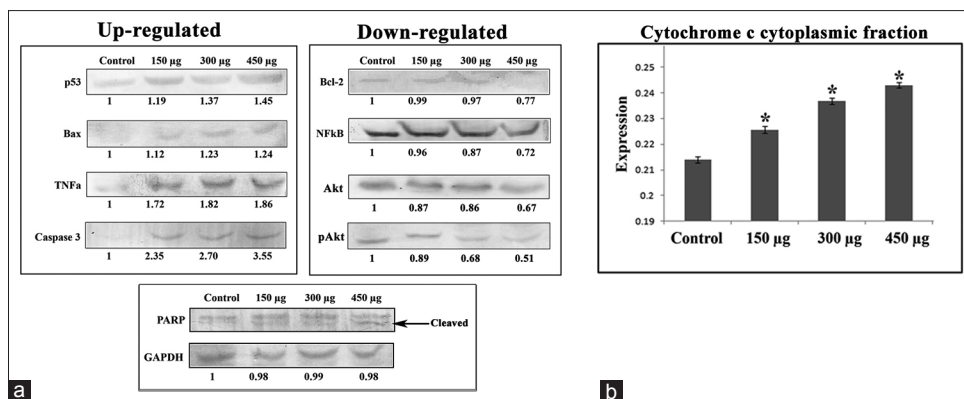 Up-regulated
Control 150 µg 300 µg 450 µg
p53
1 1.19 1.37 1.45
Bax
1 1.12 1.23 1.24
TNFa
1 1.72 1.82 1.86
Caspase 3
1 2.35 2.70 3.55
Down-regulated
Control 150 µg 300 µg 450 µg
Bcl-2
1 0.99 0.97 0.77
NFkB
1 0.96 0.87 0.72
Akt
1 0.87 0.86 0.67
pAkt
1 0.89 0.68 0.51
Control 150 µg 300 µg 450 µg
PARP
Cleaved
GAPDH
1 0.98 0.99 0.98
a
Cytochrome c cytoplasmic fraction
Expression
0.25
0.24
0.23
0.22
0.21
0.2
0.19
* * *
Control 150 µg 300 µg 450 µg
b